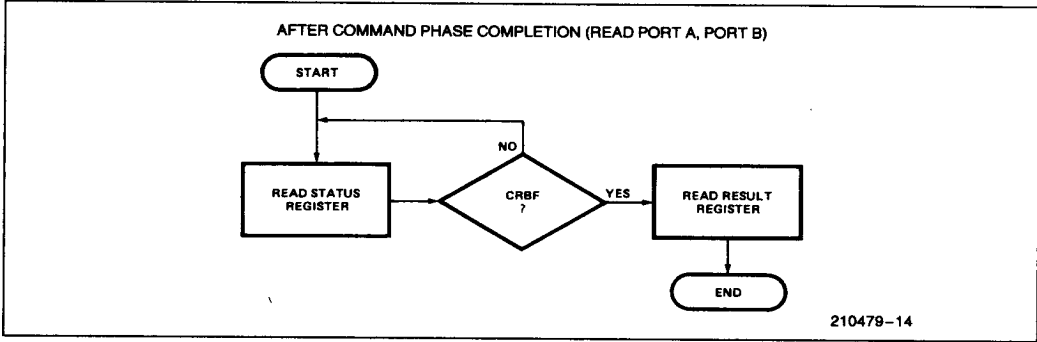 AFTER COMMAND PHASE COMPLETION (READ PORT A, PORT B)
START
NO
READ STATUS
REGISTER
CRBF
?
YES
READ RESULT
REGISTER
END
210479-14